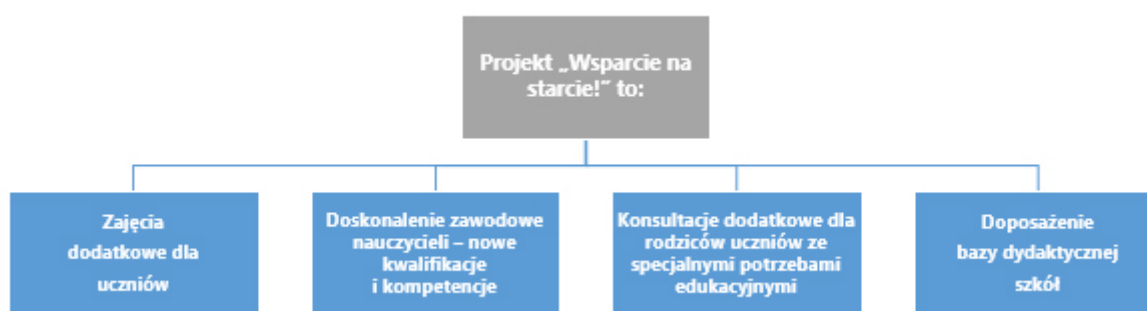 Projekt „Wsparcie na
starcie!” to:
Zajęcia
dodatkowe dla
uczniów
Doskonalenie zawodowe
nauczycieli – nowe
kwalifikacje
i kompetencje
Konsultacje dodatkowe dla
rodziców uczniów ze
specjalnymi potrzebami
edukacyjnymi
Doposażenie
bazy dydaktycznej
szkół